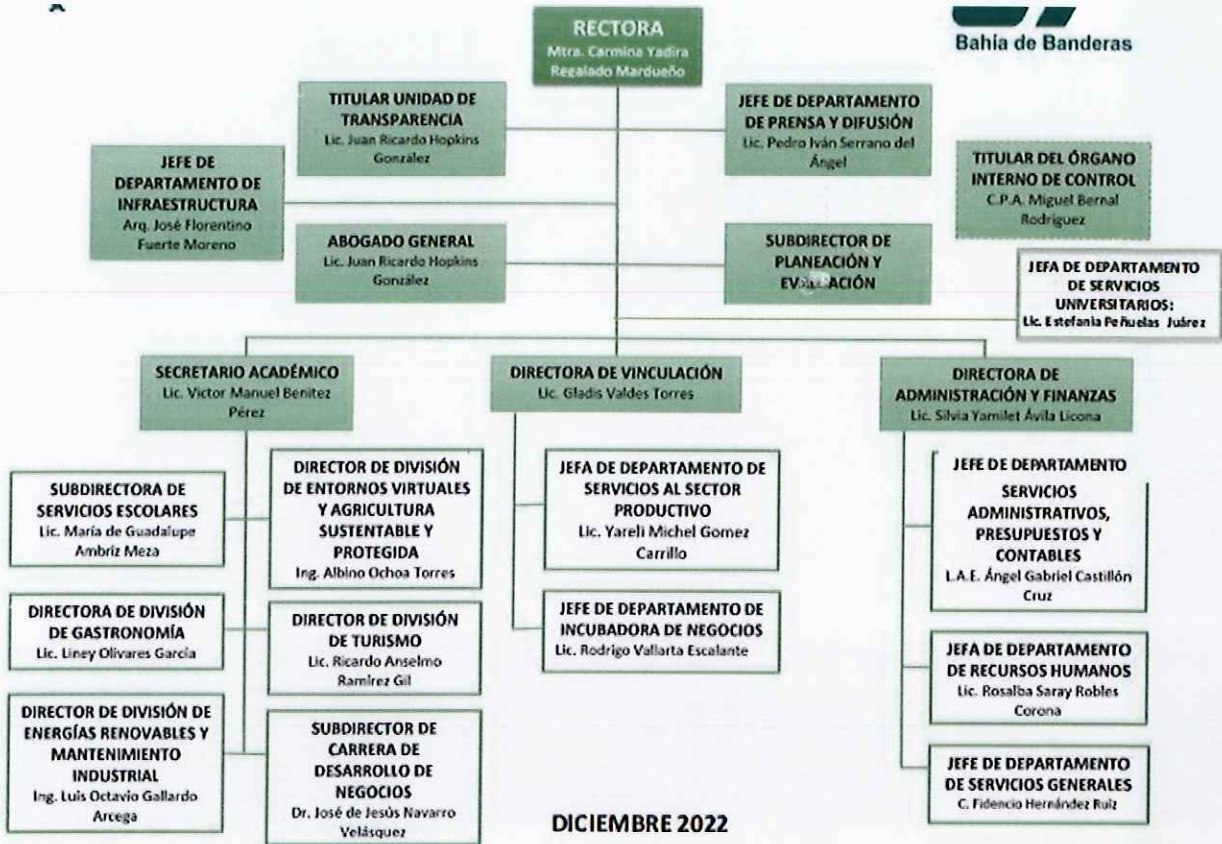 RECTORA
Mtra. Carmina Yadira
Regalado Mardueño
Bahía de Banderas
TITULAR UNIDAD DE
TRANSPARENCIA
Lic. Juan Ricardo Hopkins
González
JEFE DE DEPARTAMENTO
DE PRENSA Y DIFUSIÓN
Lic. Pedro Iván Serrano del
Ángel
JEFE DE
DEPARTAMENTO DE
INFRAESTRUCTURA
Arq. José Florentino
Fuerte Moreno
TITULAR DEL ÓRGANO
INTERNO DE CONTROL
C.P.A. Miguel Bernal
Rodriguez
ABOGADO GENERAL
Lic. Juan Ricardo Hopkins
González
SUBDIRECTOR DE
PLANEACIÓN Y
EVALUACIÓN
JEFA DE DEPARTAMENTO
DE SERVICIOS
UNIVERSITARIOS:
Lic. Estefanía Peñuelas Juárez
SECRETARIO ACADÉMICO
Lic. Victor Manuel Benitez
Pérez
DIRECTORA DE VINCULACIÓN
Lic. Gladis Valdes Torres
DIRECTORA DE
ADMINISTRACIÓN Y FINANZAS
Lic. Silvia Yamilet Ávila Licona
SUBDIRECTORA DE
SERVICIOS ESCOLARES
Lic. María de Guadalupe
Ambriz Meza
DIRECTOR DE DIVISIÓN
DE ENTORNOS VIRTUALES
Y AGRICULTURA
SUSTENTABLE Y
PROTEGIDA
Ing. Albino Ochoa Torres
JEFA DE DEPARTAMENTO DE
SERVICIOS AL SECTOR
PRODUCTIVO
Lic. Yareli Michel Gomez
Carrillo
JEFE DE DEPARTAMENTO
SERVICIOS
ADMINISTRATIVOS,
PRESUPUESTOS Y
CONTABLES
L.A.E. Ángel Gabriel Castillón
Cruz
DIRECTORA DE DIVISIÓN
DE GASTRONOMÍA
Lic. Liney Olivares García
DIRECTOR DE DIVISIÓN
DE TURISMO
Lic. Ricardo Anselmo
Ramírez Gil
JEFE DE DEPARTAMENTO DE
INCUBADORA DE NEGOCIOS
Lic. Rodrigo Vallarta Escalante
JEFA DE DEPARTAMENTO
DE RECURSOS HUMANOS
Lic. Rosalba Saray Robles
Corona
DIRECTOR DE DIVISIÓN DE
ENERGÍAS RENOVABLES Y
MANTENIMIENTO
INDUSTRIAL
Ing. Luis Octavio Gallardo
Arcega
SUBDIRECTOR DE
CARRERA DE
DESARROLLO DE
NEGOCIOS
Dr. José de Jesús Navarro
Velásquez
JEFE DE DEPARTAMENTO
DE SERVICIOS GENERALES
C. Fidencio Hernández Ruiz
DICIEMBRE 2022